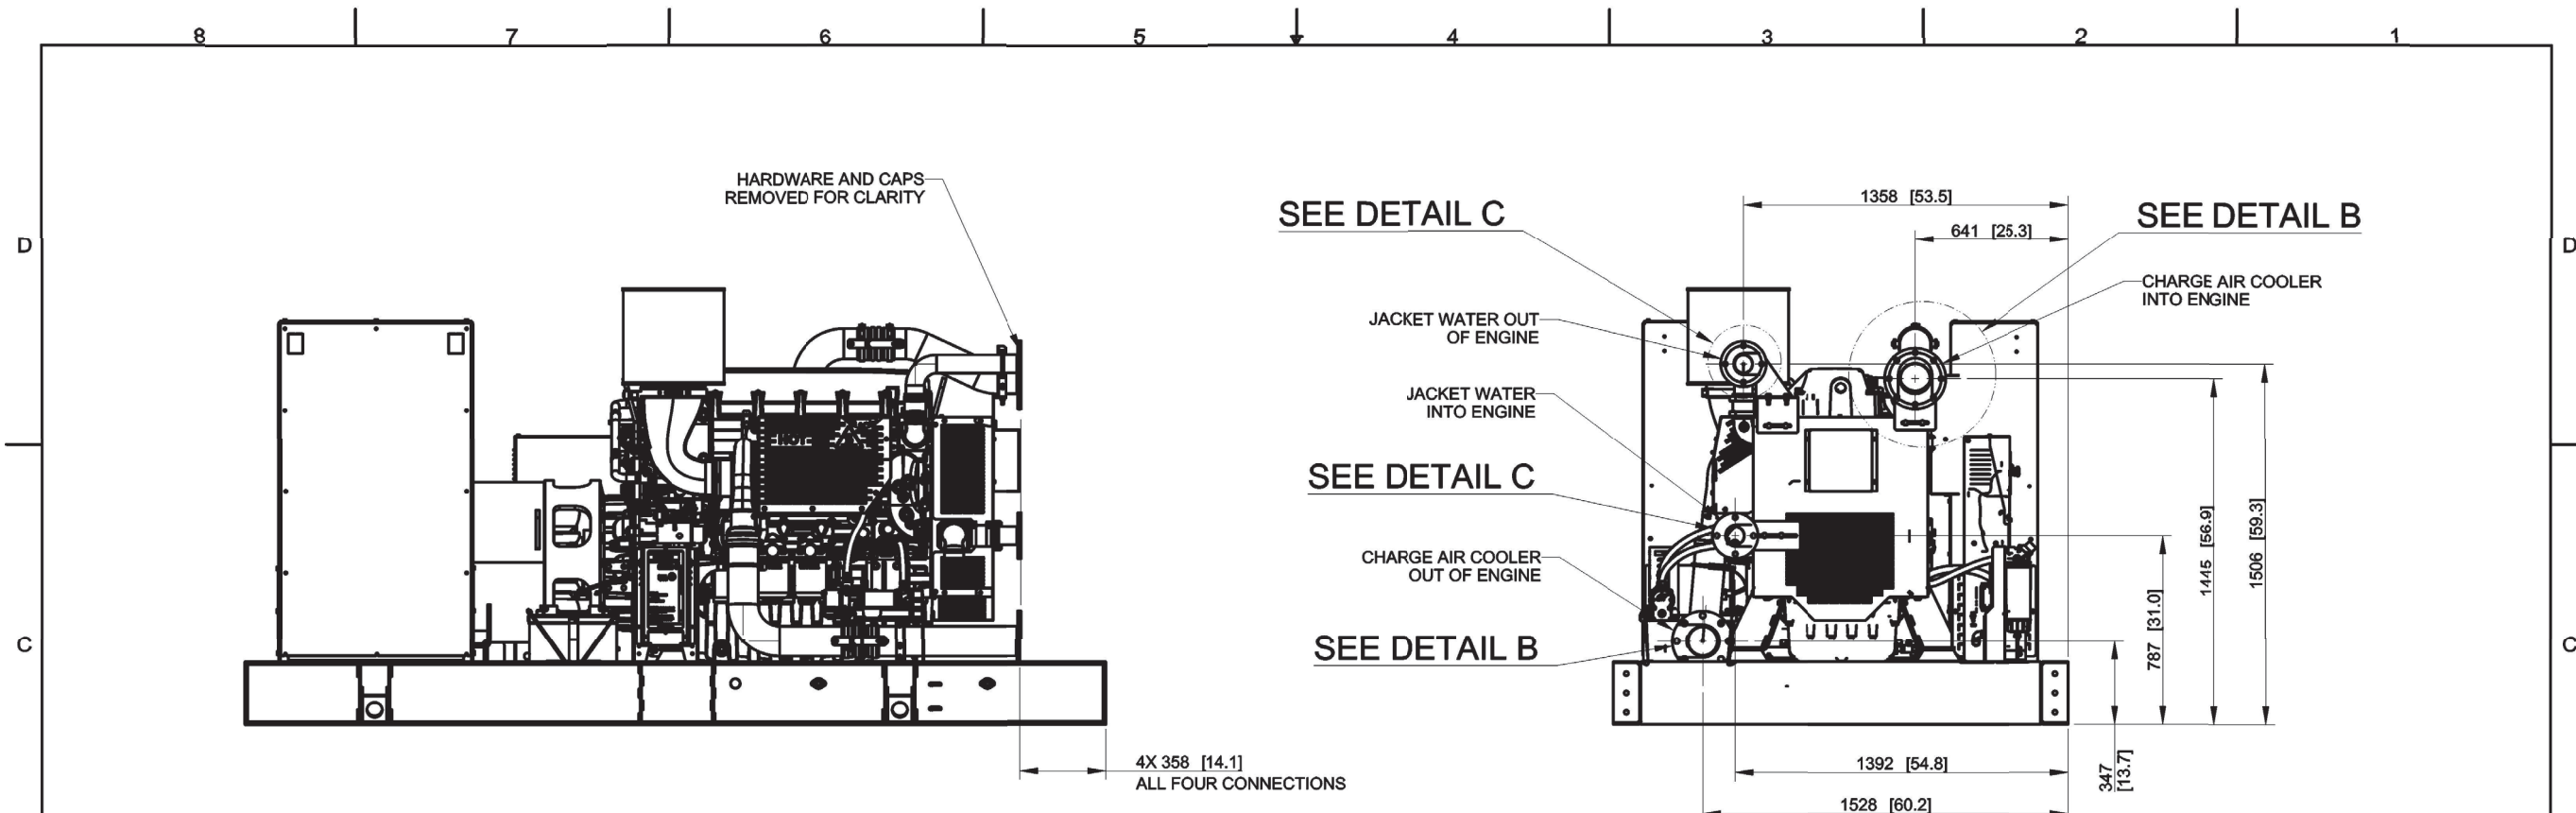 8 7 6 5 4 3 2 1
D
D
HARDWARE AND CAPS
REMOVED FOR CLARITY
HOT
4X 358 [14.1]
ALL FOUR CONNECTIONS
1358 [53.5]
SEE DETAIL C
SEE DETAIL B
641 [25.3]
CHARGE AIR COOLER
INTO ENGINE
JACKET WATER OUT
OF ENGINE
JACKET WATER
INTO ENGINE
SEE DETAIL C
CHARGE AIR COOLER
OUT OF ENGINE
SEE DETAIL B
1506 [59.3]
1445 [56.9]
787 [31.0]
347
[13.7]
1392 [54.8]
1528 [60.2]
C
C